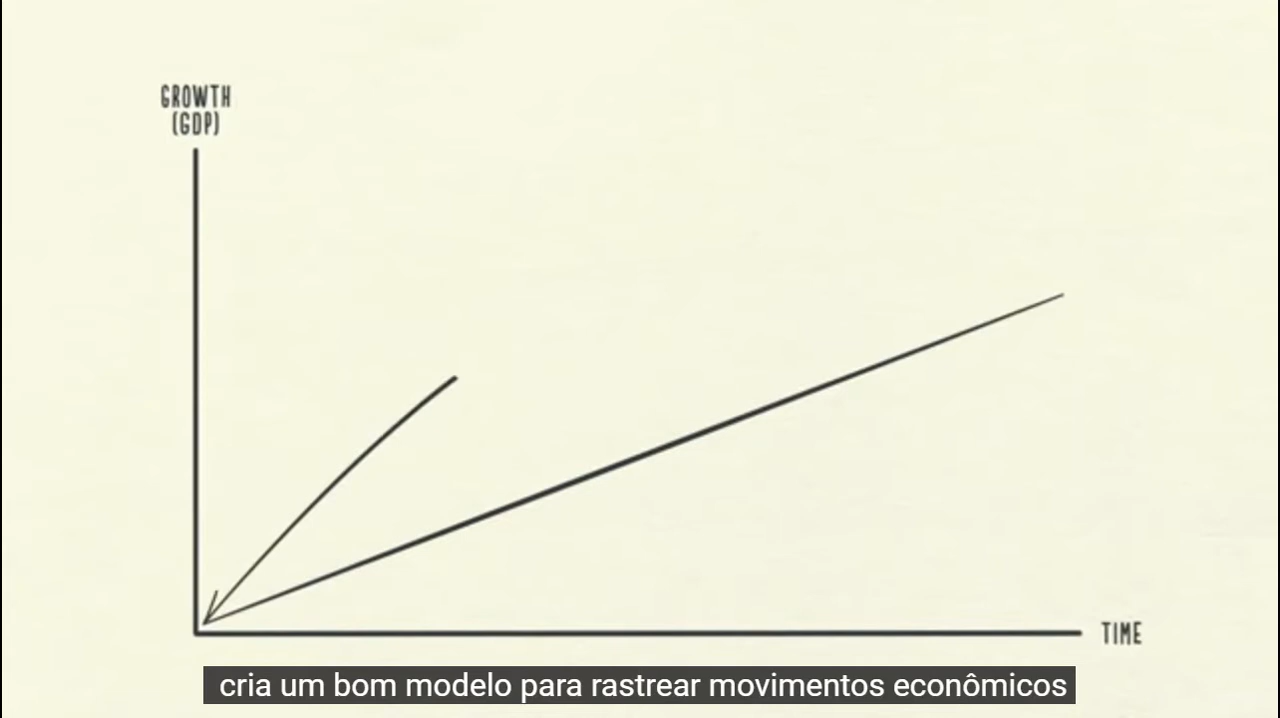 GROWTH
(GDP)
TIME
cria um bom modelo para rastrear movimentos econômicos